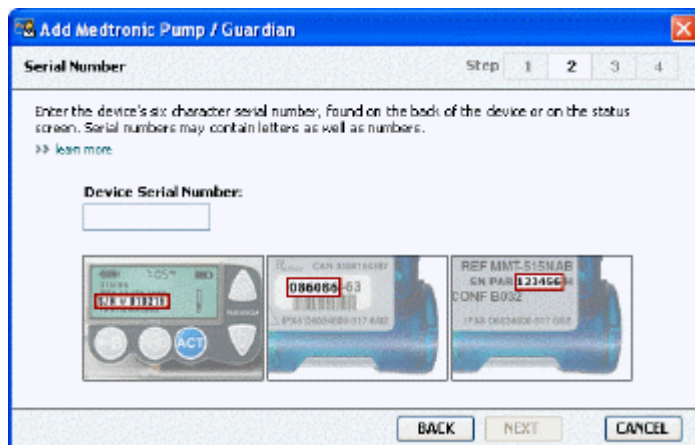 Add Medtronic Pump / Guardian
Serial Number
Step 1 2 3 4
Enter the device's six character serial number, found on the back of the device or on the status
screen. Serial numbers may contain letters as well as numbers.
>> learn more
Device Serial Number:
ACT
086086-63
REF MMT-515NAB
SN PAR 123456 H
CONF B032
BACK NEXT CANCEL